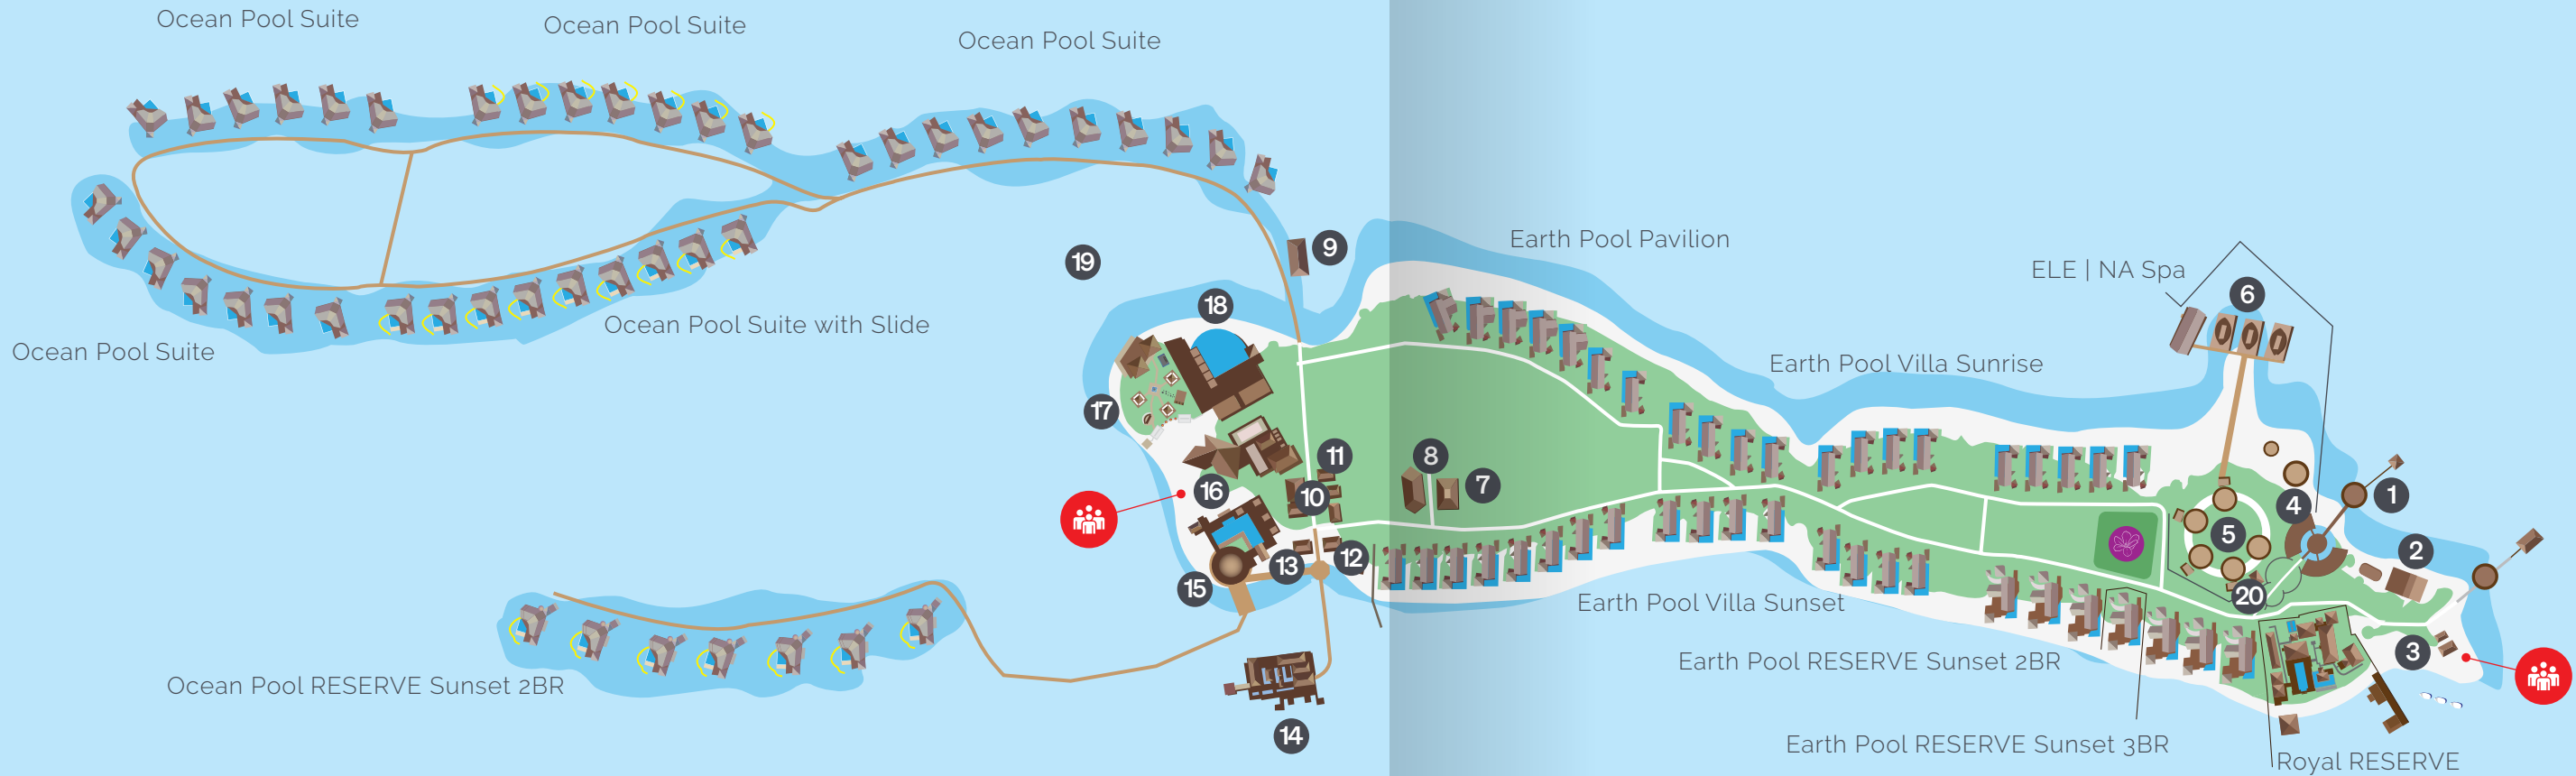 Ocean Pool Suite
Ocean Pool Suite
Ocean Pool Suite
Earth Pool Pavilion
9
19
ELE | NA Spa
6
18
Ocean Pool Suite with Slide
Ocean Pool Suite
Earth Pool Villa Sunrise
17
11
8
7
16
10
1
4
5
2
13
12
15
20
Earth Pool Villa Sunset
3
Earth Pool RESERVE Sunset 2BR
Ocean Pool RESERVE Sunset 2BR
14
Earth Pool RESERVE Sunset 3BR
Royal RESERVE